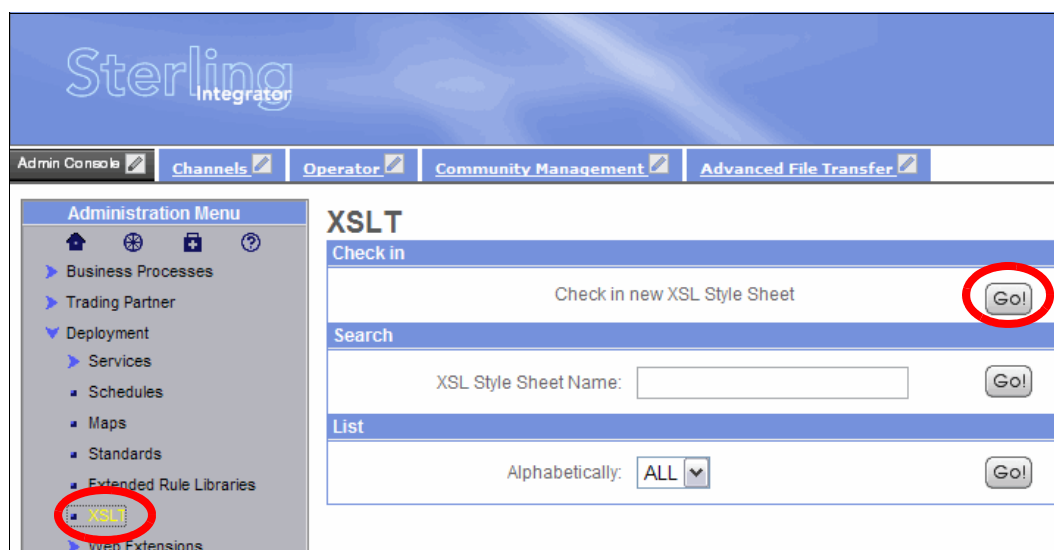 Sterling
Integrator
Admin Console
Channels
Operator
Community Management
Advanced File Transfer
Administration Menu
Business Processes
Trading Partner
Deployment
Services
Schedules
Maps
Standards
Extended Rule Libraries
XSLT
Web Extensions
XSLT
Check in
Check in new XSL Style Sheet Go!
Search
XSL Style Sheet Name: Go!
List
Alphabetically: ALL Go!